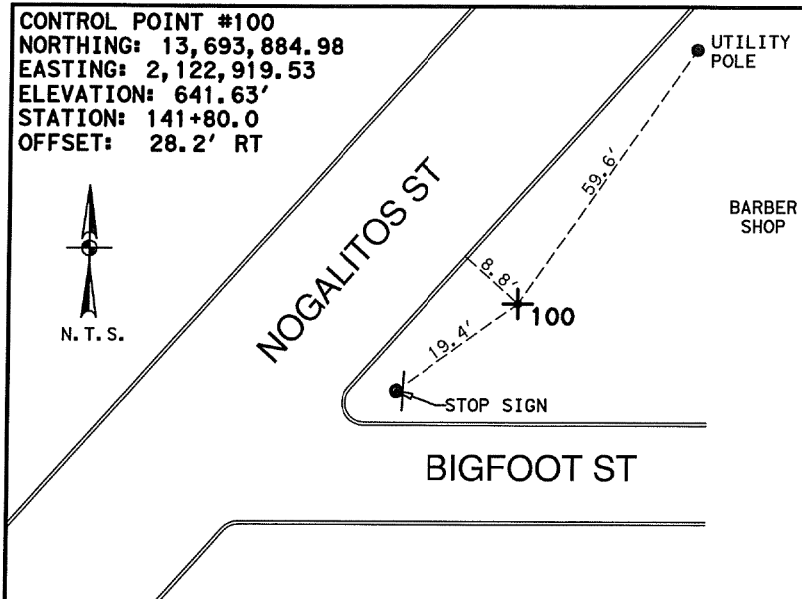 CONTROL POINT #100
NORTHING: 13,693,884.98
EASTING: 2,122,919.53
ELEVATION: 641.63'
STATION: 141+80.0
OFFSET: 28.2' RT
UTILITY
POLE
59.6'
BARBER
SHOP
NOGALITOS ST
8.8'
100
N.T.S.
19.4'
STOP SIGN
BIGFOOT ST